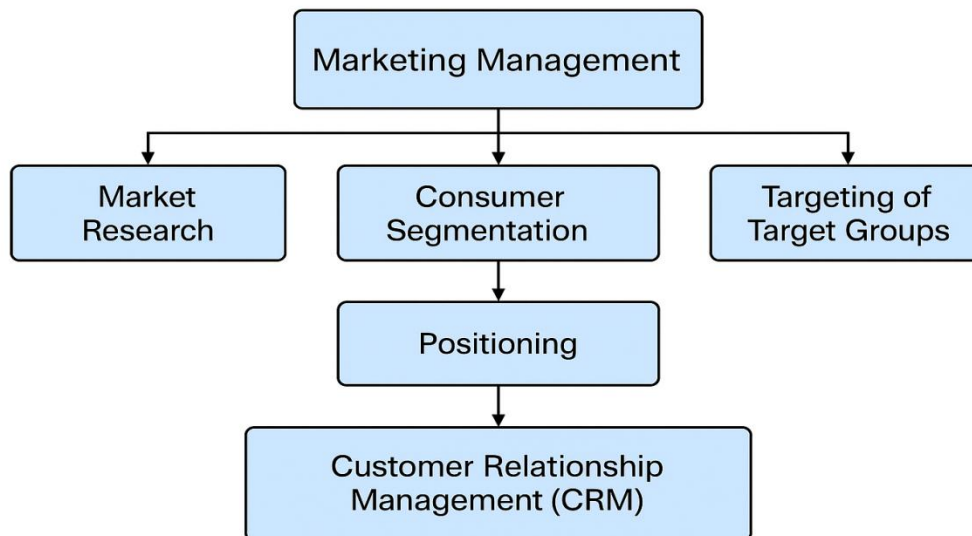 Marketing Management
Market
Research
Consumer
Segmentation
Targeting of
Target Groups
Positioning
Customer Relationship
Management (CRM)